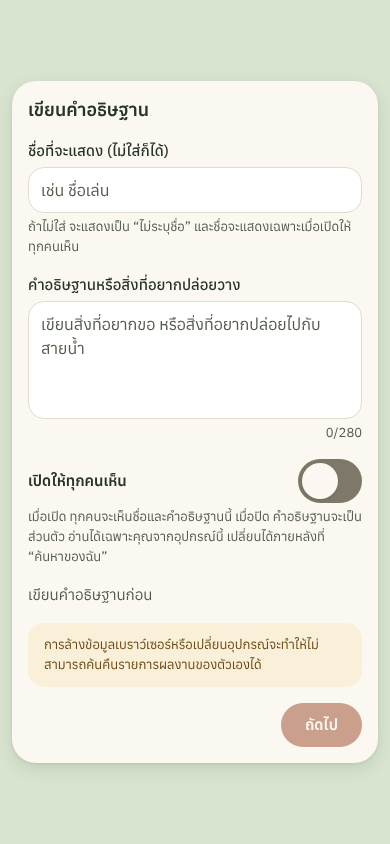 เขียนคำอธิษฐาน
ชื่อที่จะแสดง (ไม่ใส่ก็ได้)
เช่น ชื่อเล่น
ถ้าไม่ใส่ จะแสดงเป็น “ไม่ระบุชื่อ” และชื่อจะแสดงเฉพาะเมื่อเปิดให้
ทุกคนเห็น
คำอธิษฐานหรือสิ่งที่อยากปล่อยวาง
เขียนสิ่งที่อยากขอ หรือสิ่งที่อยากปล่อยไปกับ
สายน้ำ
0/280
เปิดให้ทุกคนเห็น
เมื่อเปิด ทุกคนจะเห็นชื่อและคำอธิษฐานนี้ เมื่อปิด คำอธิษฐานจะเป็น
ส่วนตัว อ่านได้เฉพาะคุณจากอุปกรณ์นี้ เปลี่ยนได้ภายหลังที่
“ค้นหาของฉัน”
เขียนคำอธิษฐานก่อน
การล้างข้อมูลเบราว์เซอร์หรือเปลี่ยนอุปกรณ์จะทำให้ไม่
สามารถค้นคืนรายการผลงานของตัวเองได้
ถัดไป